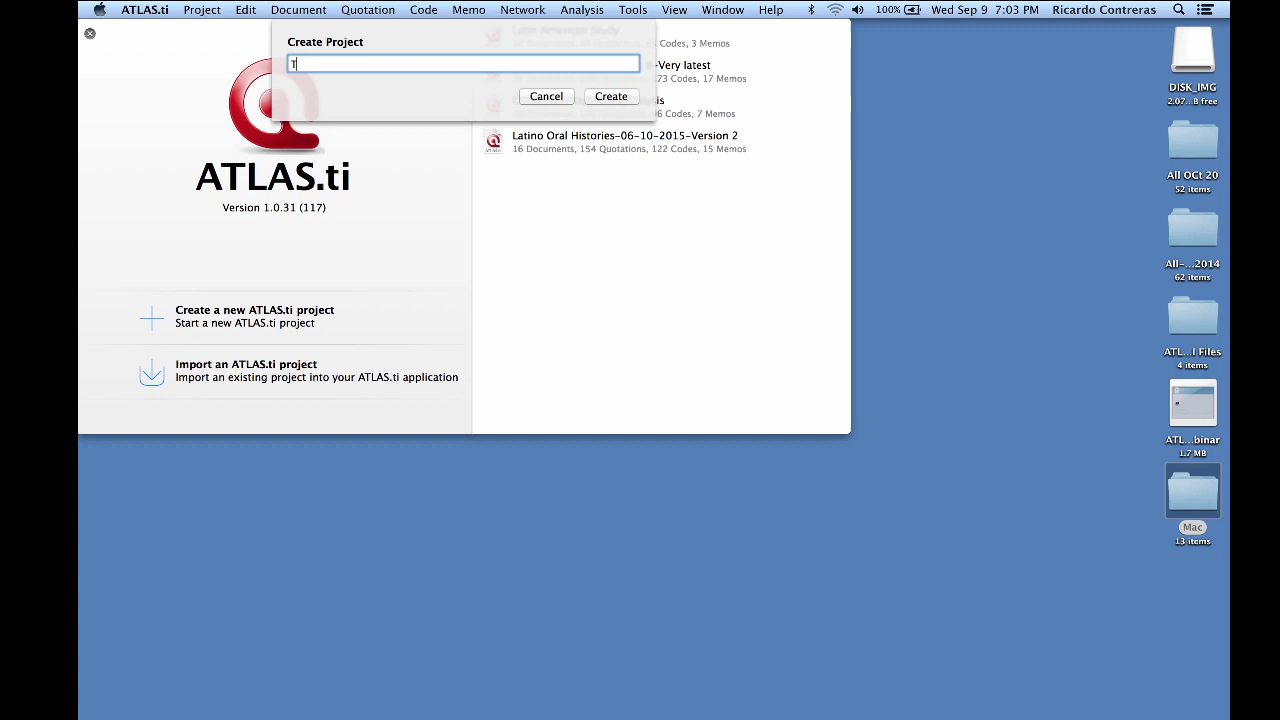 ATLAS.ti Project Edit Document Quotation Code Memo Network Analysis Tools View Window Help 100% Wed Sep 9 7:03 PM Ricardo Contreras
Create Project
T
Cancel Create
Codes, 3 Memos
-Very latest
173 Codes, 17 Memos
6 Codes, 7 Memos
Latino Oral Histories-06-10-2015-Version 2
16 Documents, 154 Quotations, 122 Codes, 15 Memos
ATLAS.ti
Version 1.0.31 (117)
Create a new ATLAS.ti project
Start a new ATLAS.ti project
Import an ATLAS.ti project
Import an existing project into your ATLAS.ti application
DISK_IMG
2.07...B free
All OCt 20
52 items
All-...2014
62 items
ATL...l Files
4 items
ATL...binar
1.7 MB
Mac
13 items